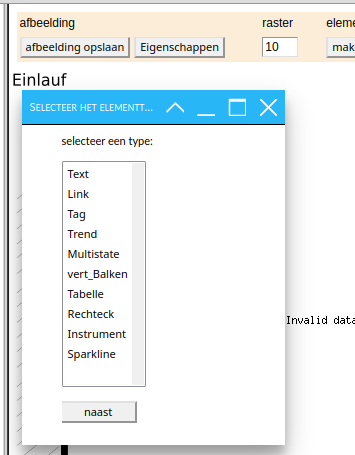 afbeelding raster eleme
afbeelding opslaan Eigenschappen 10 mak
Einlauf
SELECTEER HET ELEMENTT...
selecteer een type:
Text
Link
Tag
Trend
Multistate
vert_Balken
Tabelle
Rechteck
Instrument
Sparkline
Invalid data
naast